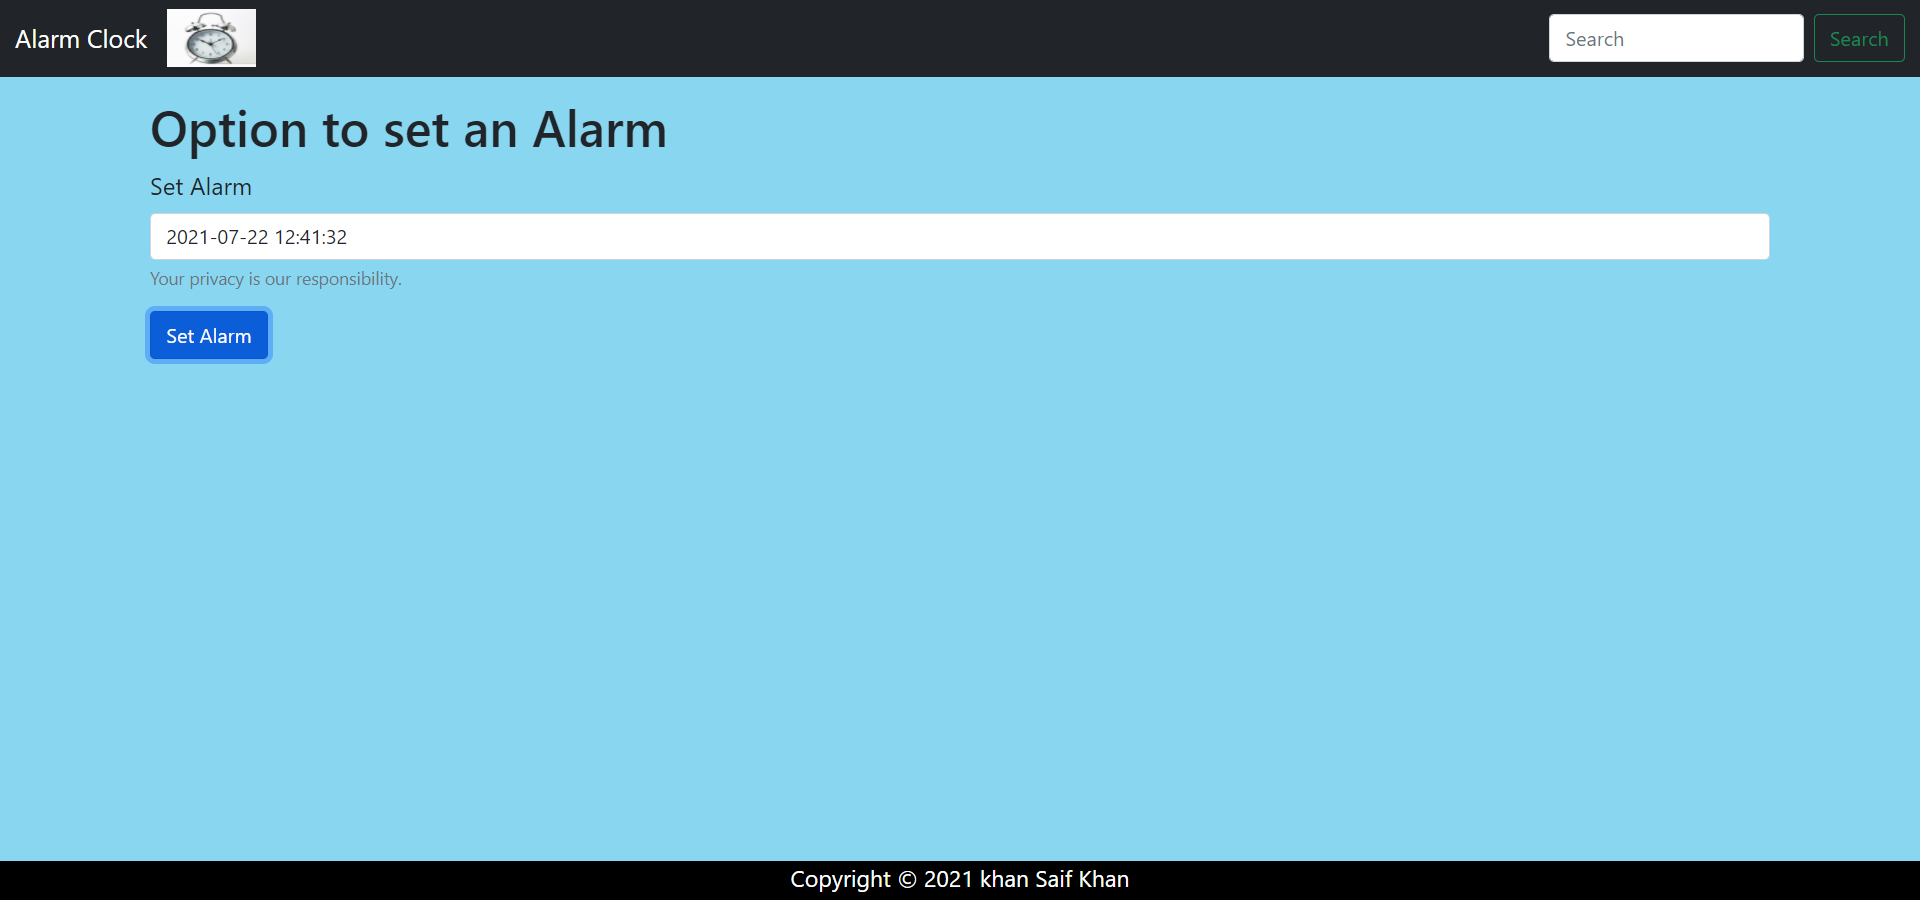 Alarm Clock
Search
Search
Option to set an Alarm
Set Alarm
2021-07-22 12:41:32
Your privacy is our responsibility.
Set Alarm
Copyright © 2021 khan Saif Khan